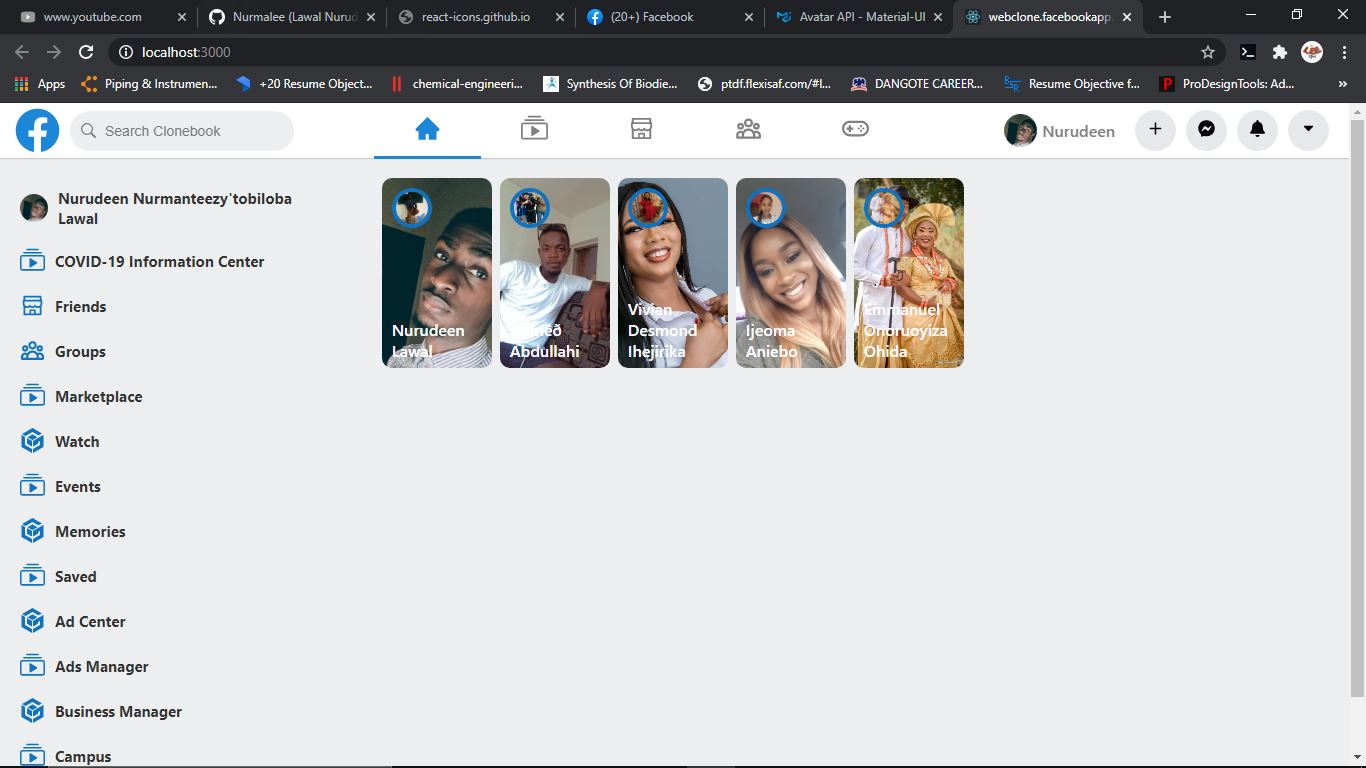 www.youtube.com
Nurmalee (Lawal Nurud
react-icons.github.io
(20+) Facebook
Avatar API - Material-UI
webclone.facebookapp.
localhost:3000
Apps
Piping & Instrumen...
+20 Resume Object...
chemical-engineeri...
Synthesis Of Biodie...
ptdf.flexisaf.com/#l...
DANGOTE CAREER...
Resume Objective f...
ProDesignTools: Ad...
»
Search Clonebook
Nurudeen
Nurudeen Nurmanteezy'tobiloba
Lawal
COVID-19 Information Center
Friends
Groups
Marketplace
Watch
Events
Memories
Saved
Ad Center
Ads Manager
Business Manager
Campus
Nurudeen
Lawal
Abdullahi
Vivian
Desmond
Ihejirika
Ijeoma
Aniebo
Emmanuel
Onoruoyiza
Ohida